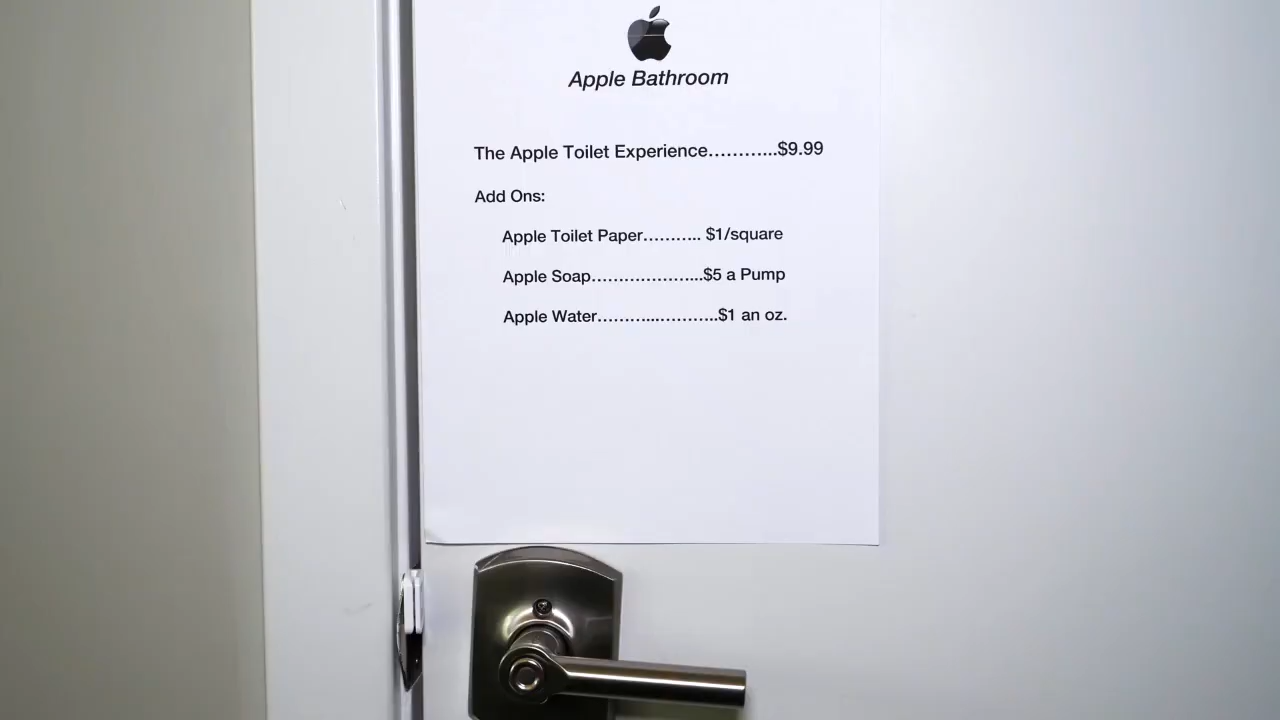 Apple Bathroom
The Apple Toilet Experience………...$9.99
Add Ons:
Apple Toilet Paper……….. $1/square
Apple Soap………………...$5 a Pump
Apple Water………...………..$1 an oz.